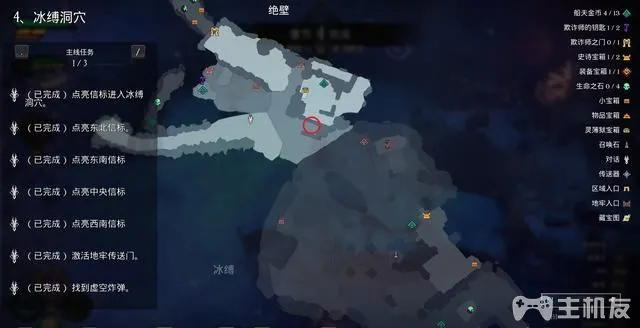 4、冰缚洞穴
绝壁
主线任务
1 / 3
(已完成) 点亮信标进入冰缚
洞穴。
(已完成) 点亮东北信标。
(已完成) 点亮东南信标
(已完成) 点亮中央信标
(已完成) 点亮西南信标
(已完成) 激活地牢传送门。
(已完成) 找到虚空炸弹。
冰缚
船天金币 4 / 13
欺诈师的钥匙 1 / 2
欺诈师之门 0 / 1
史诗宝箱 1 / 2
装备宝箱 1 / 1
生命之石 0 / 4
小宝箱
物品宝箱
灵薄狱宝箱
召唤石
对话
传送器
区域入口
地牢入口
藏宝图
主机友